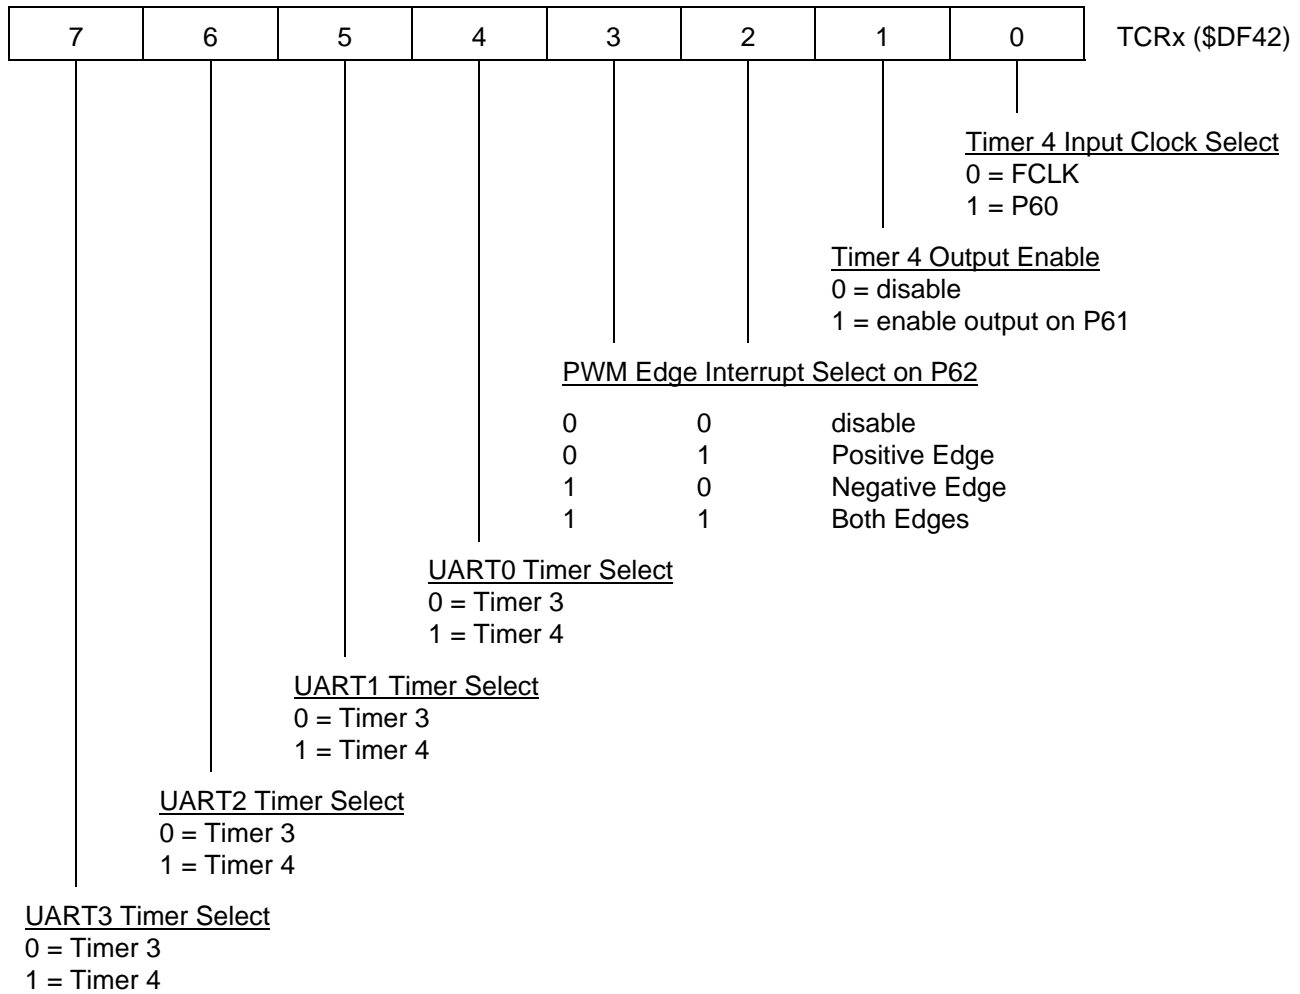 7 6 5 4 3 2 1 0 TCRx ($DF42)
Timer 4 Input Clock Select
0 = FCLK
1 = P60
Timer 4 Output Enable
0 = disable
1 = enable output on P61
PWM Edge Interrupt Select on P62
0 0 disable
0 1 Positive Edge
1 0 Negative Edge
1 1 Both Edges
UART0 Timer Select
0 = Timer 3
1 = Timer 4
UART1 Timer Select
0 = Timer 3
1 = Timer 4
UART2 Timer Select
0 = Timer 3
1 = Timer 4
UART3 Timer Select
0 = Timer 3
1 = Timer 4